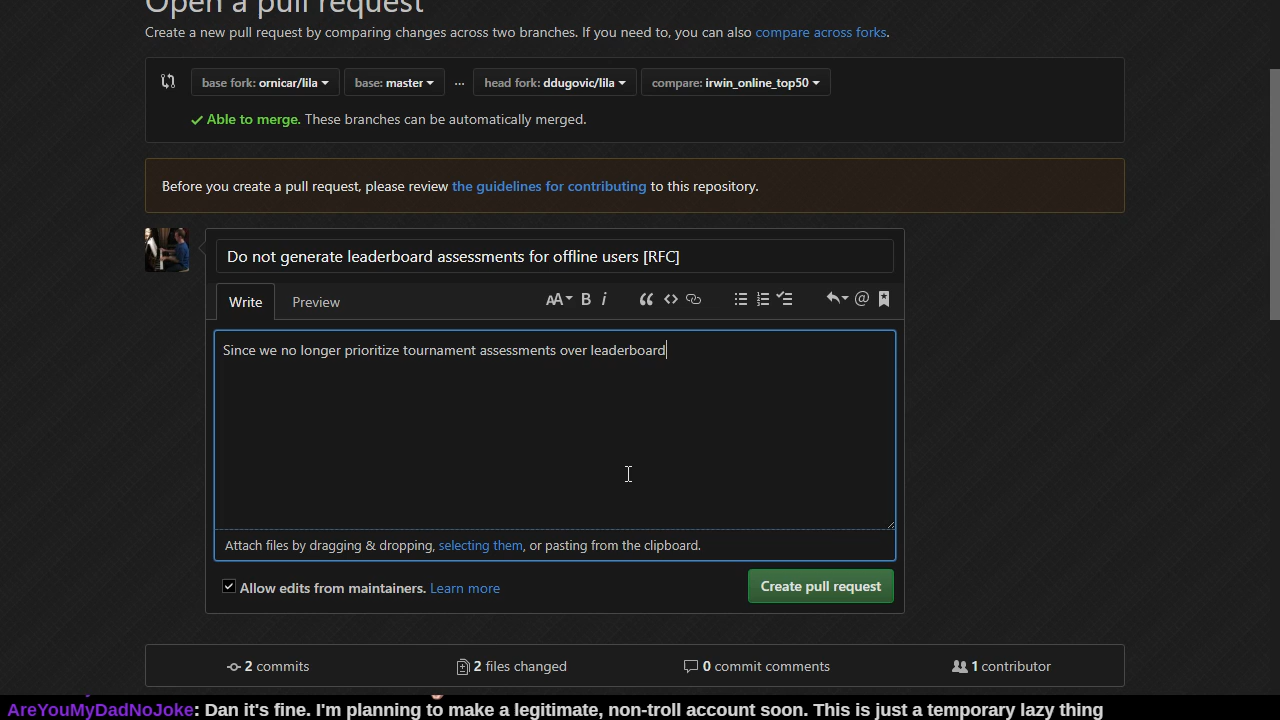 Open a pull request
Create a new pull request by comparing changes across two branches. If you need to, you can also compare across forks.
base fork: ornicar/lila base: master ... head fork: ddugovic/lila compare: irwin_online_top50
Able to merge. These branches can be automatically merged.
Before you create a pull request, please review the guidelines for contributing to this repository.
Do not generate leaderboard assessments for offline users [RFC]
Write Preview AA B i
Since we no longer prioritize tournament assessments over leaderboard
Attach files by dragging & dropping, selecting them, or pasting from the clipboard.
Allow edits from maintainers. Learn more Create pull request
2 commits 2 files changed 0 commit comments 1 contributor
AreYouMyDadNoJoke: Dan it's fine. I'm planning to make a legitimate, non-troll account soon. This is just a temporary lazy thing